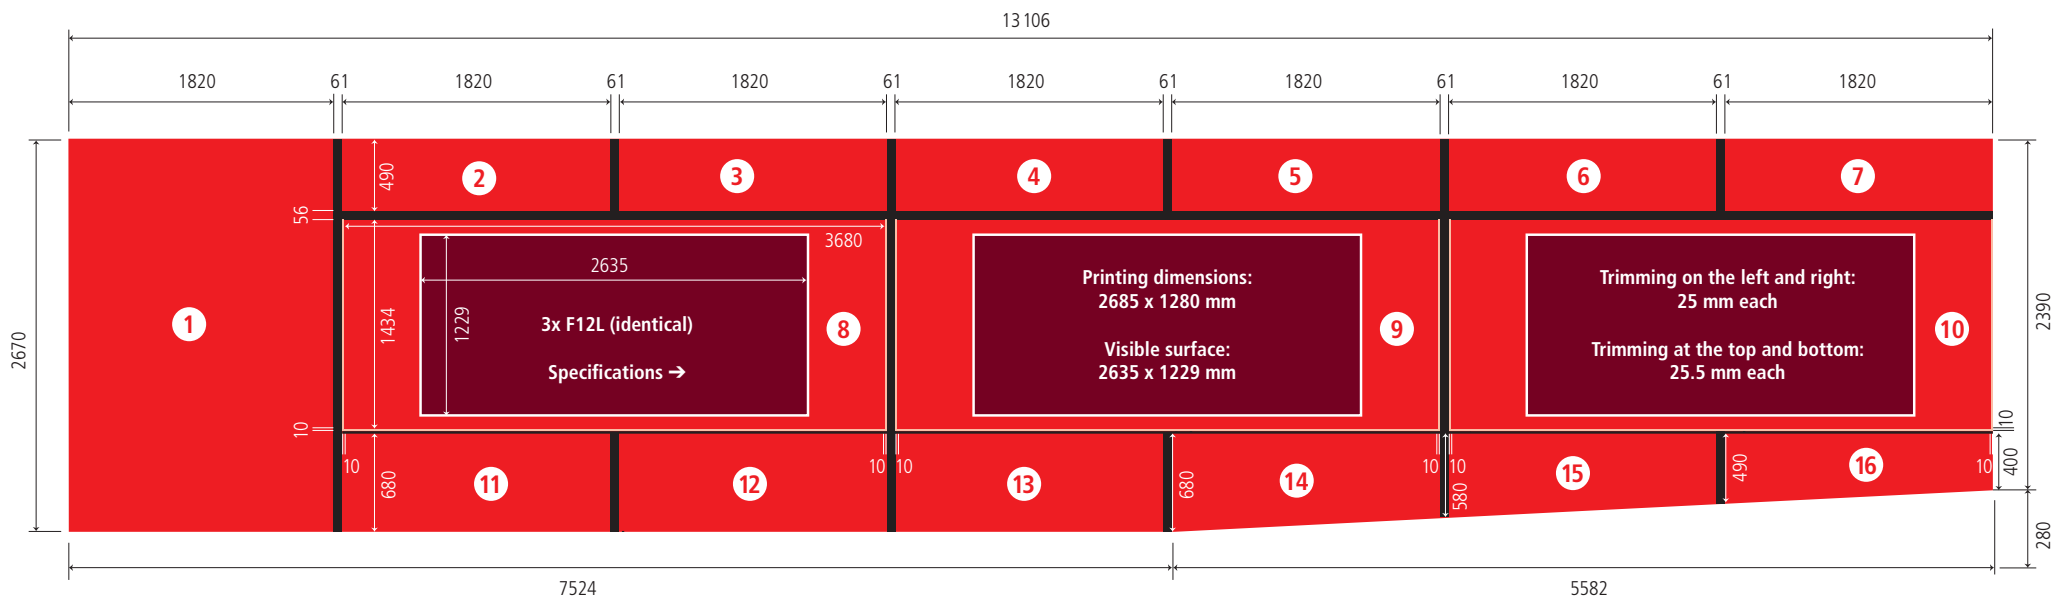 13 106
1820 61 1820 61 1820 61 1820 61 1820 61 1820 61 1820
490
2 3 4 5 6 7
56
3680
2635
1229
1434
3x F12L (identical)
Specifications ➔
Printing dimensions:
2685 x 1280 mm
Visible surface:
2635 x 1229 mm
Trimming on the left and right:
25 mm each
Trimming at the top and bottom:
25.5 mm each
1 8 9 10
2670
2390
10
10
10 10 10 10 10 10
680
11 12 13
680
14
580
15
490
16
400
280
7524 5582